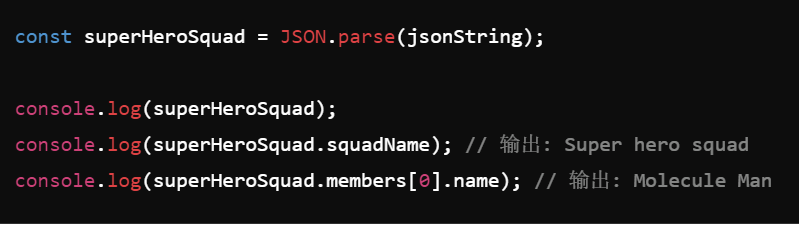 const superHeroSquad = JSON.parse(jsonString);
console.log(superHeroSquad);
console.log(superHeroSquad.squadName); // 输出: Super hero squad
console.log(superHeroSquad.members[0].name); // 输出: Molecule Man